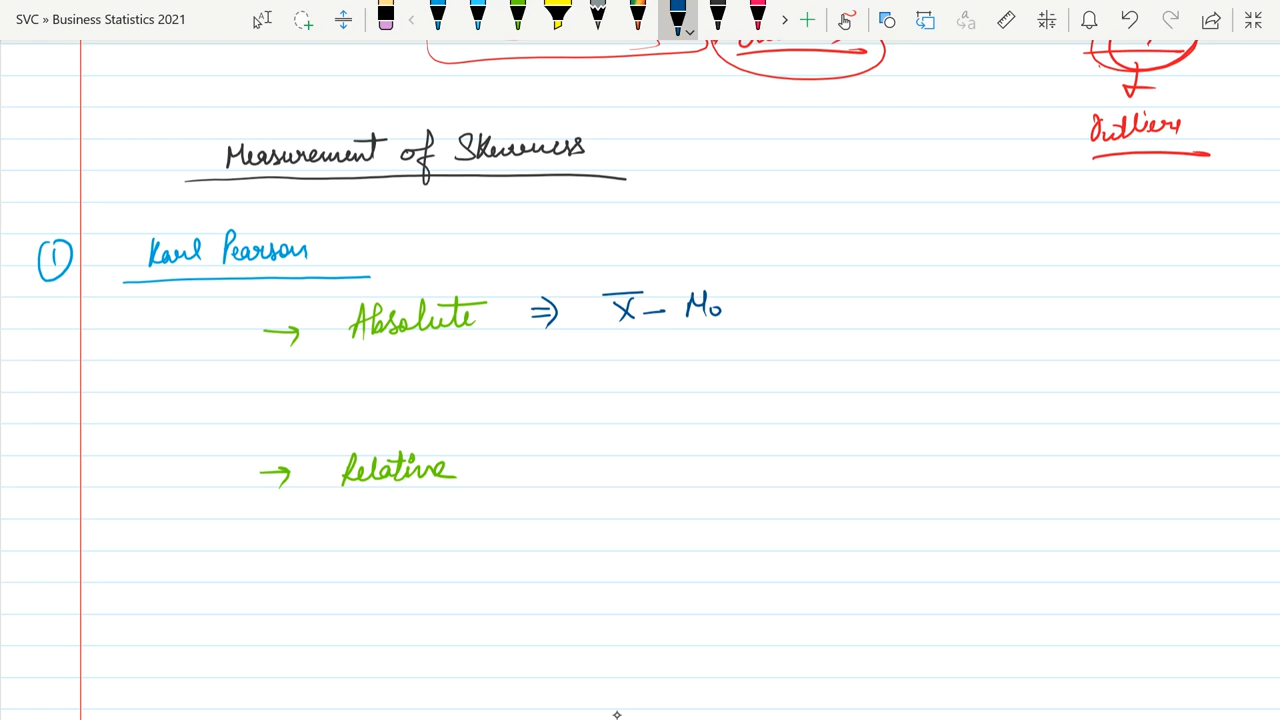 SVC » Business Statistics 2021
Outliers
Measurement of Skewness
① Karl Pearson
→ Absolute ⇒ X̅ - Mo
→ Relative